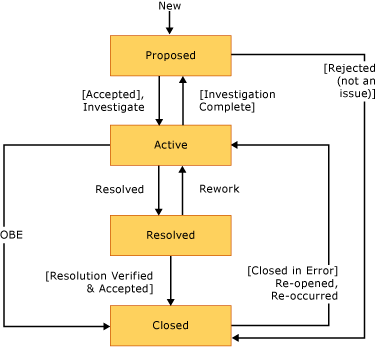 New
Proposed
[Rejected
(not an
issue)]
[Accepted],
Investigate
[Investigation
Complete]
Active
Resolved
Rework
OBE
Resolved
[Resolution Verified
& Accepted]
[Closed in Error]
Re-opened,
Re-occurred
Closed